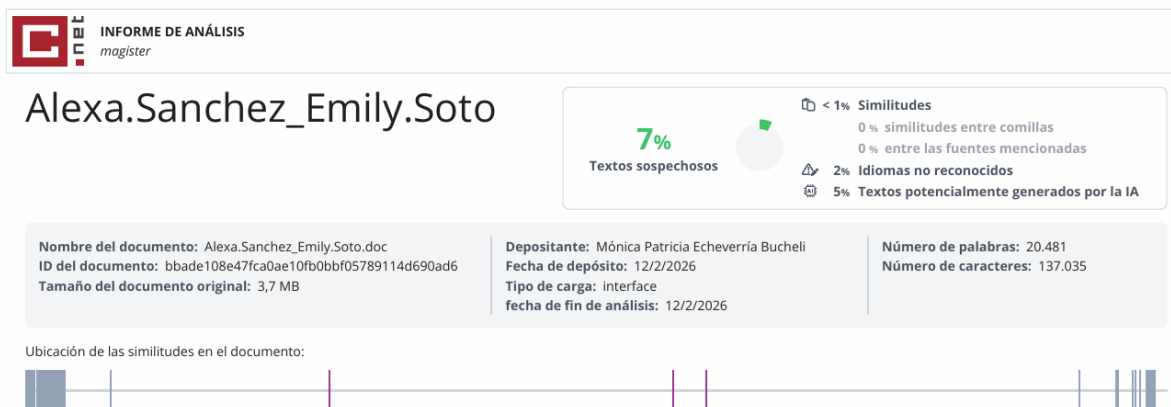 C .net
INFORME DE ANÁLISIS
magister
Alexa.Sanchez_Emily.Soto
7%
Textos sospechosos
< 1% Similitudes
0 % similitudes entre comillas
0 % entre las fuentes mencionadas
2% Idiomas no reconocidos
AI 5% Textos potencialmente generados por la IA
Nombre del documento: Alexa.Sanchez_Emily.Soto.doc
ID del documento: bbade108e47fca0ae10fb0bbf05789114d690ad6
Tamaño del documento original: 3,7 MB
Depositante: Mónica Patricia Echeverría Bucheli
Fecha de depósito: 12/2/2026
Tipo de carga: interface
fecha de fin de análisis: 12/2/2026
Número de palabras: 20.481
Número de caracteres: 137.035
Ubicación de las similitudes en el documento: